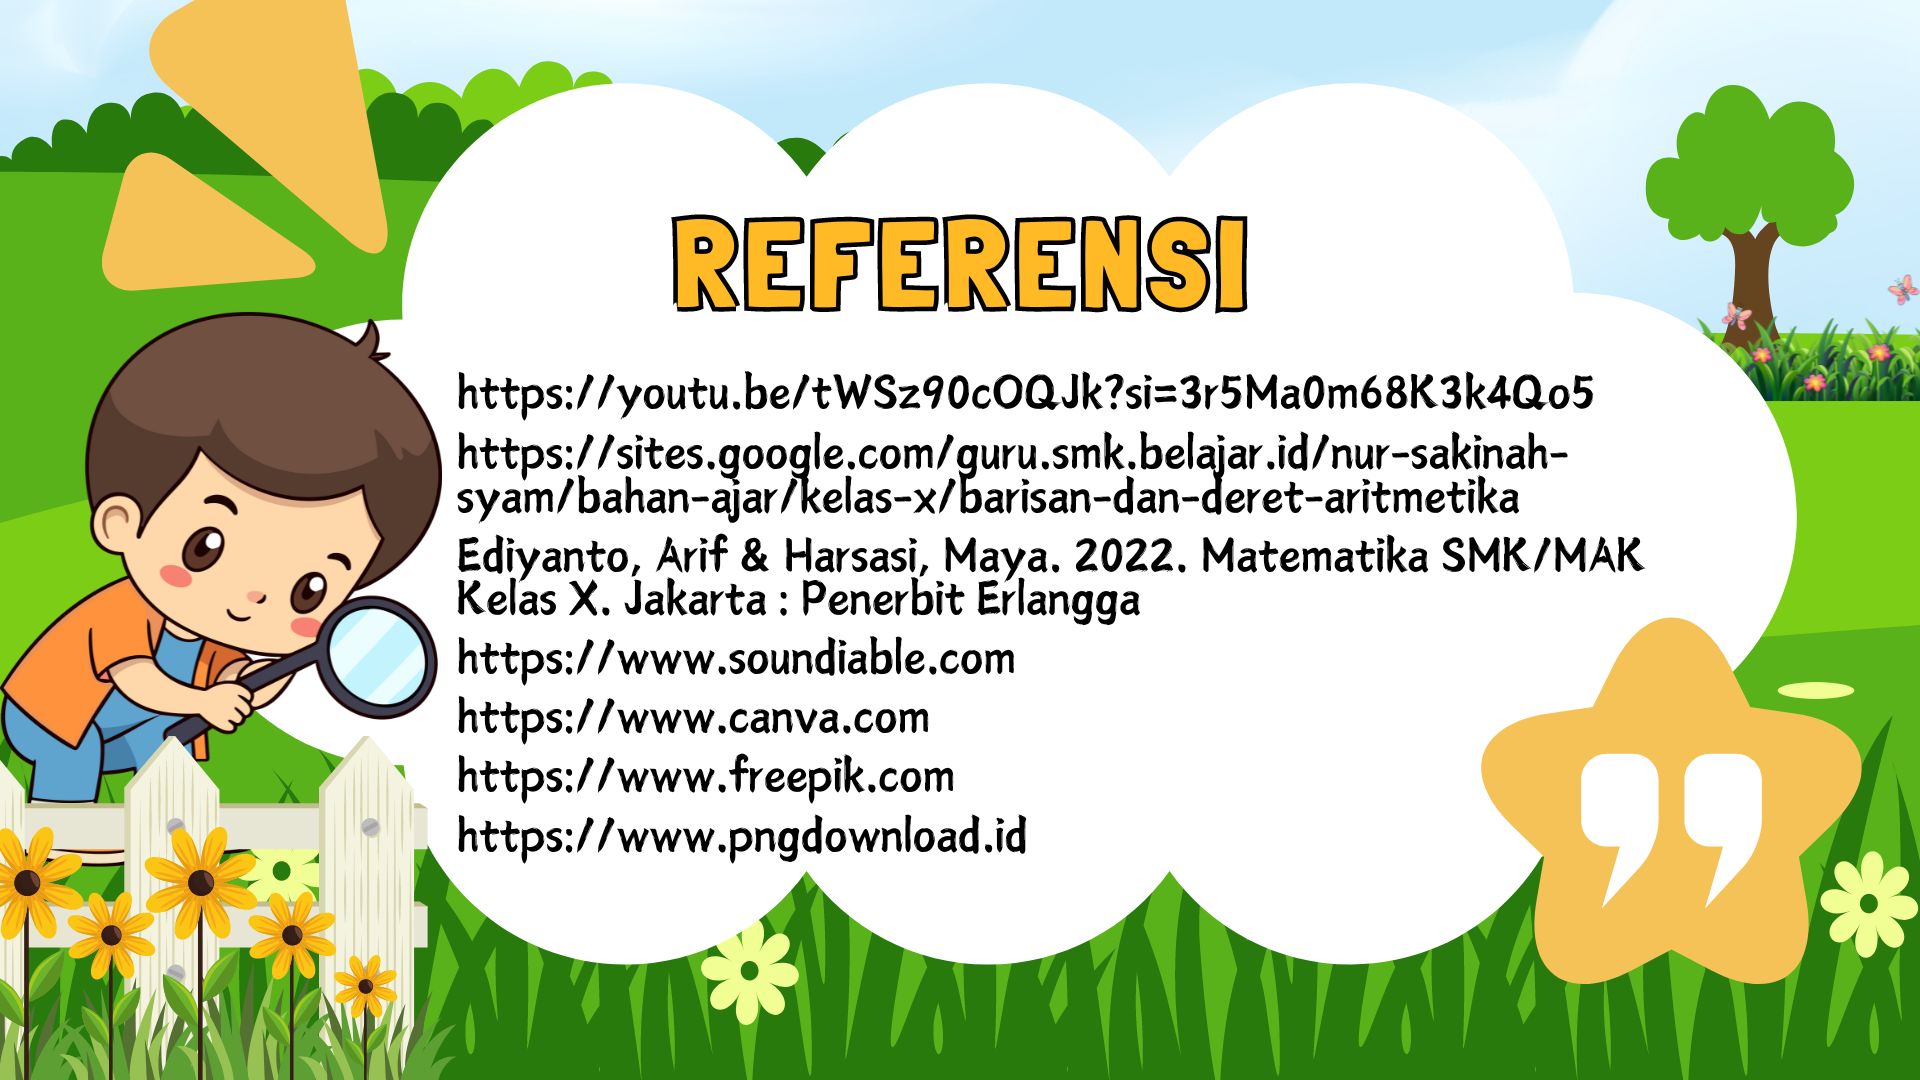 REFERENSI
https://youtu.be/tWSz90cOQJk?si=3r5Ma0m68K3k4Qo5
https://sites.google.com/guru.smk.belajar.id/nur-sakinah-
syam/bahan-ajar/kelas-x/barisan-dan-deret-aritmetika
Ediyanto, Arif & Harsasi, Maya. 2022. Matematika SMK/MAK
Kelas X. Jakarta : Penerbit Erlangga
https://www.soundiable.com
https://www.canva.com
https://www.freepik.com
https://www.pngdownload.id